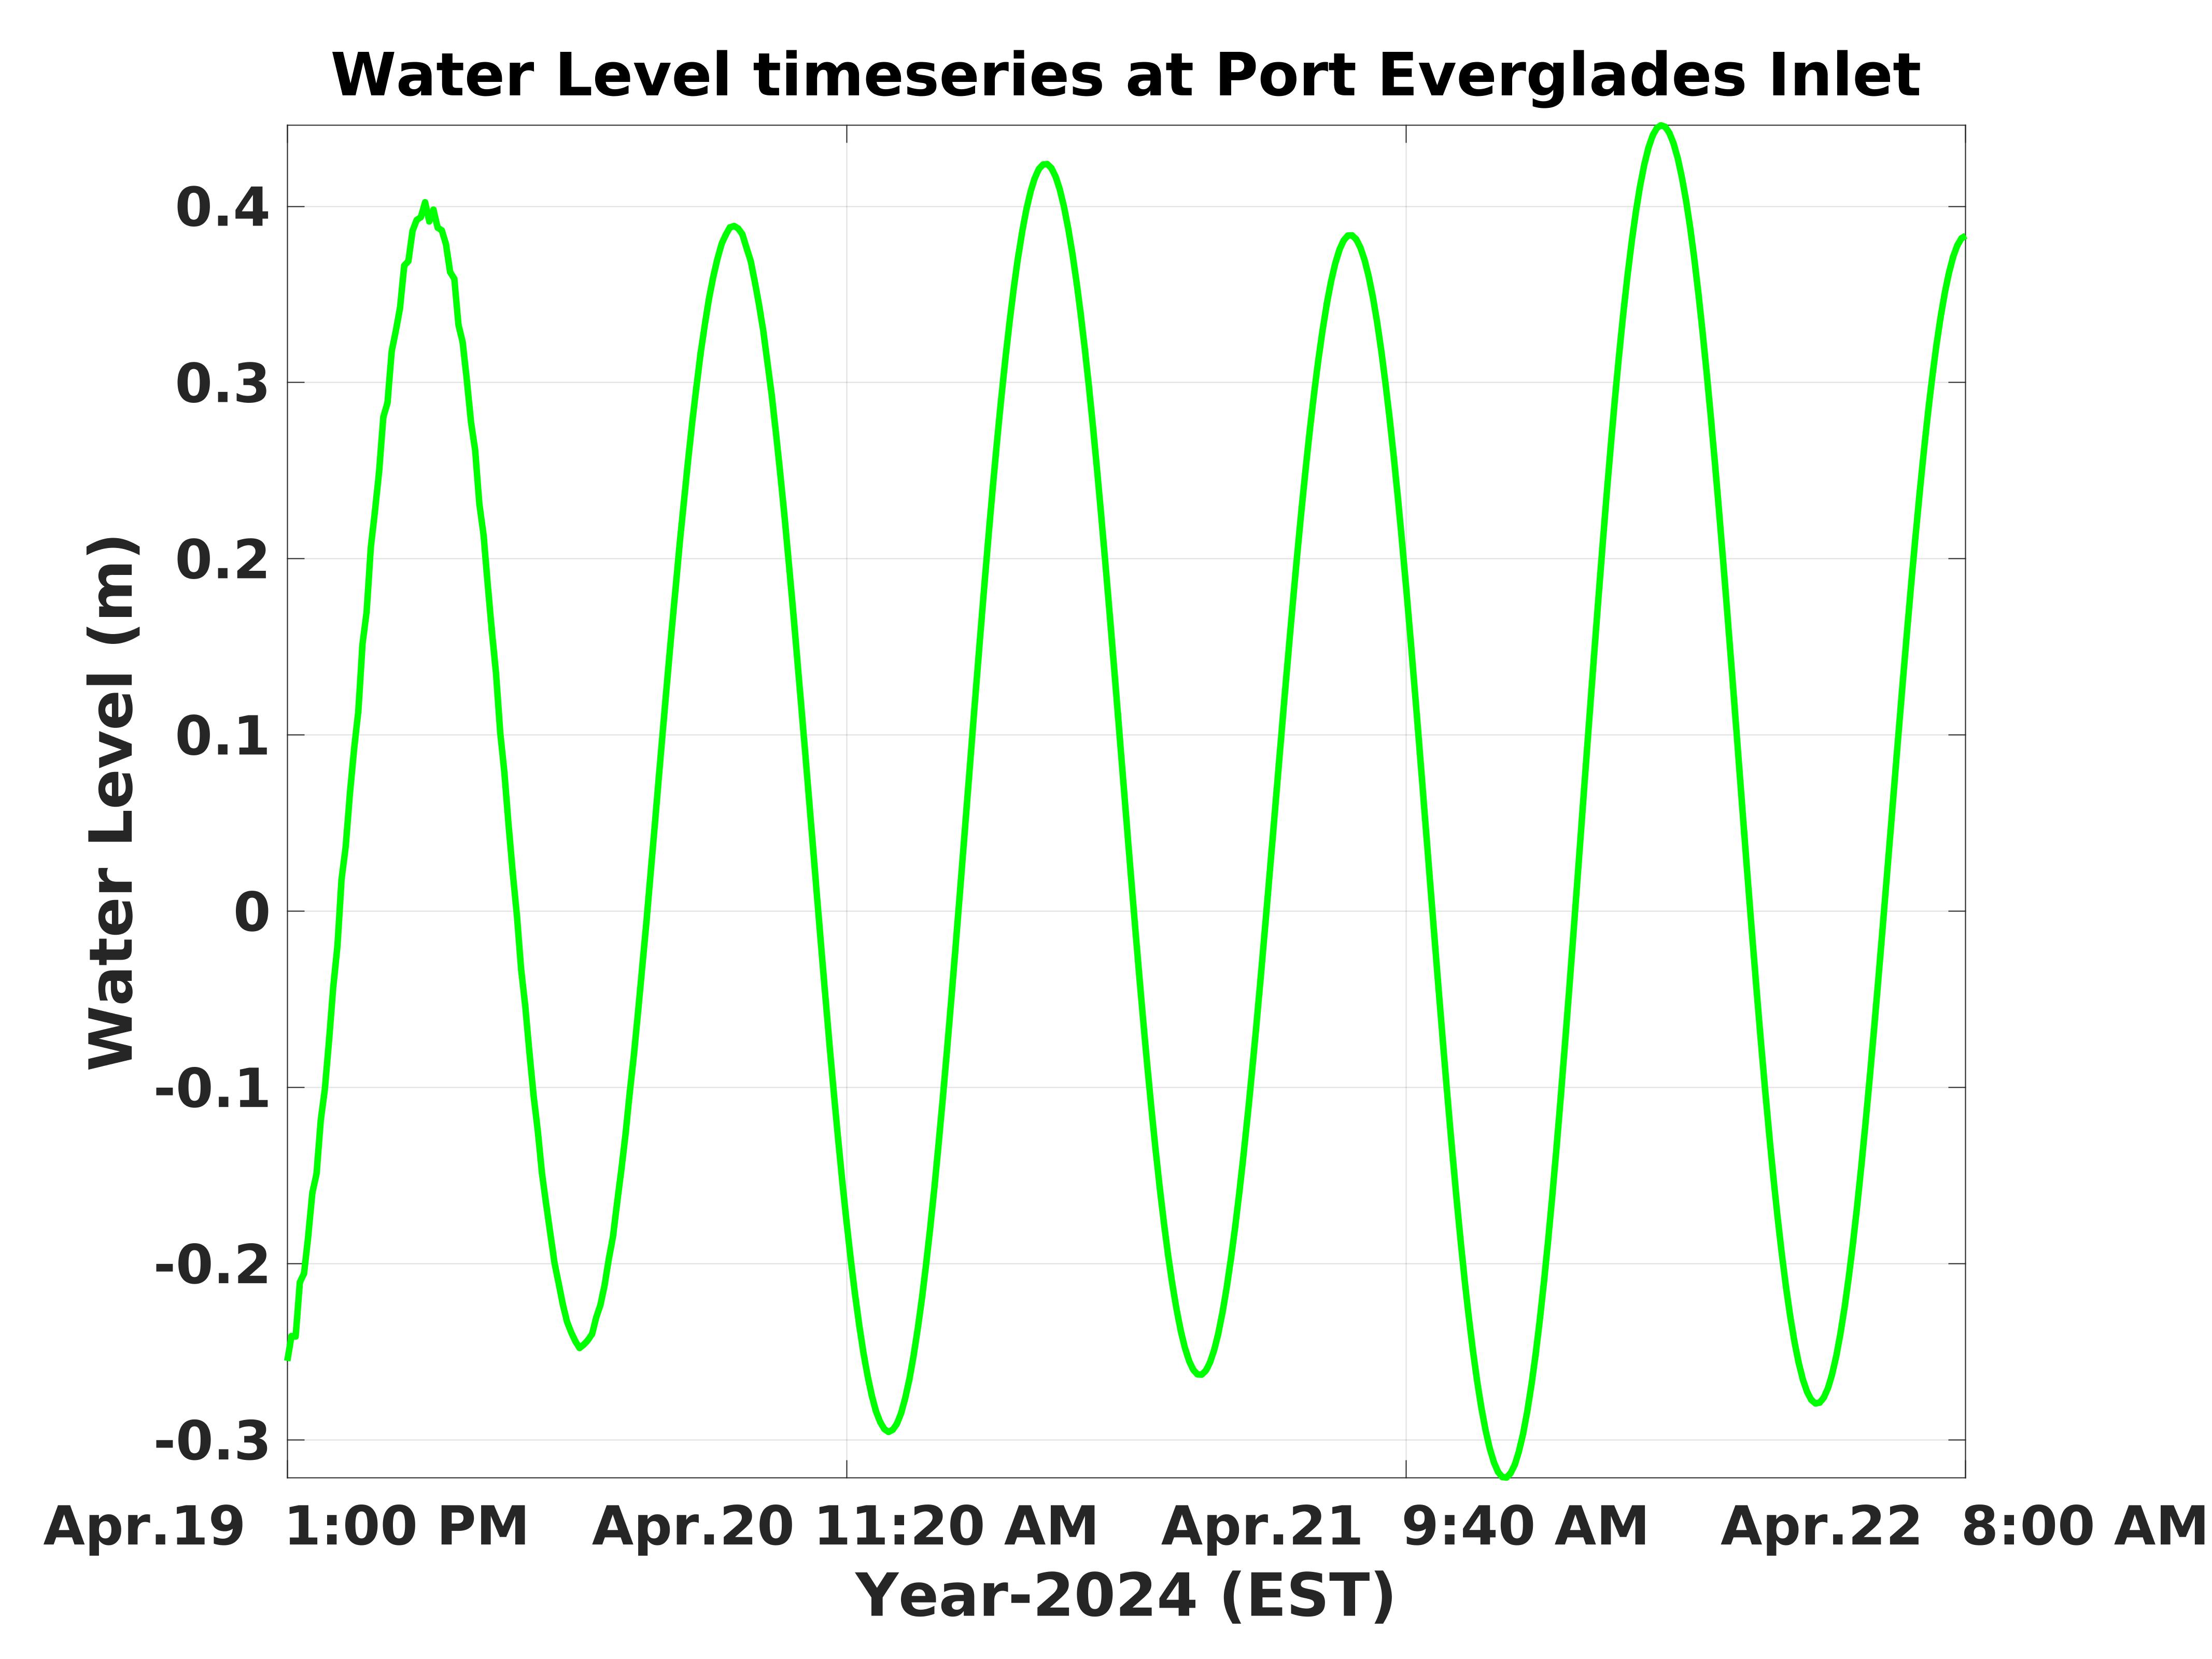 Water Level timeseries at Port Everglades Inlet
0.4
0.3
0.2
0.1
0
-0.1
-0.2
-0.3
Water Level (m)
Apr.19 1:00 PM Apr.20 11:20 AM Apr.21 9:40 AM Apr.22 8:00 AM
Year-2024 (EST)